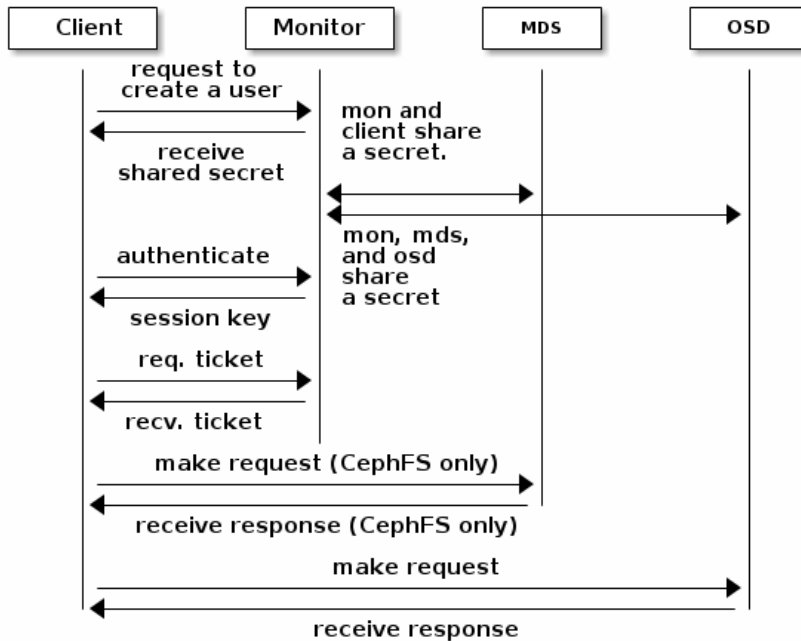 Client
Monitor
MDS
OSD
request to
create a user
mon and
client share
a secret.
receive
shared secret
mon, mds,
and osd
share
a secret
authenticate
session key
req. ticket
recv. ticket
make request (CephFS only)
receive response (CephFS only)
make request
receive response